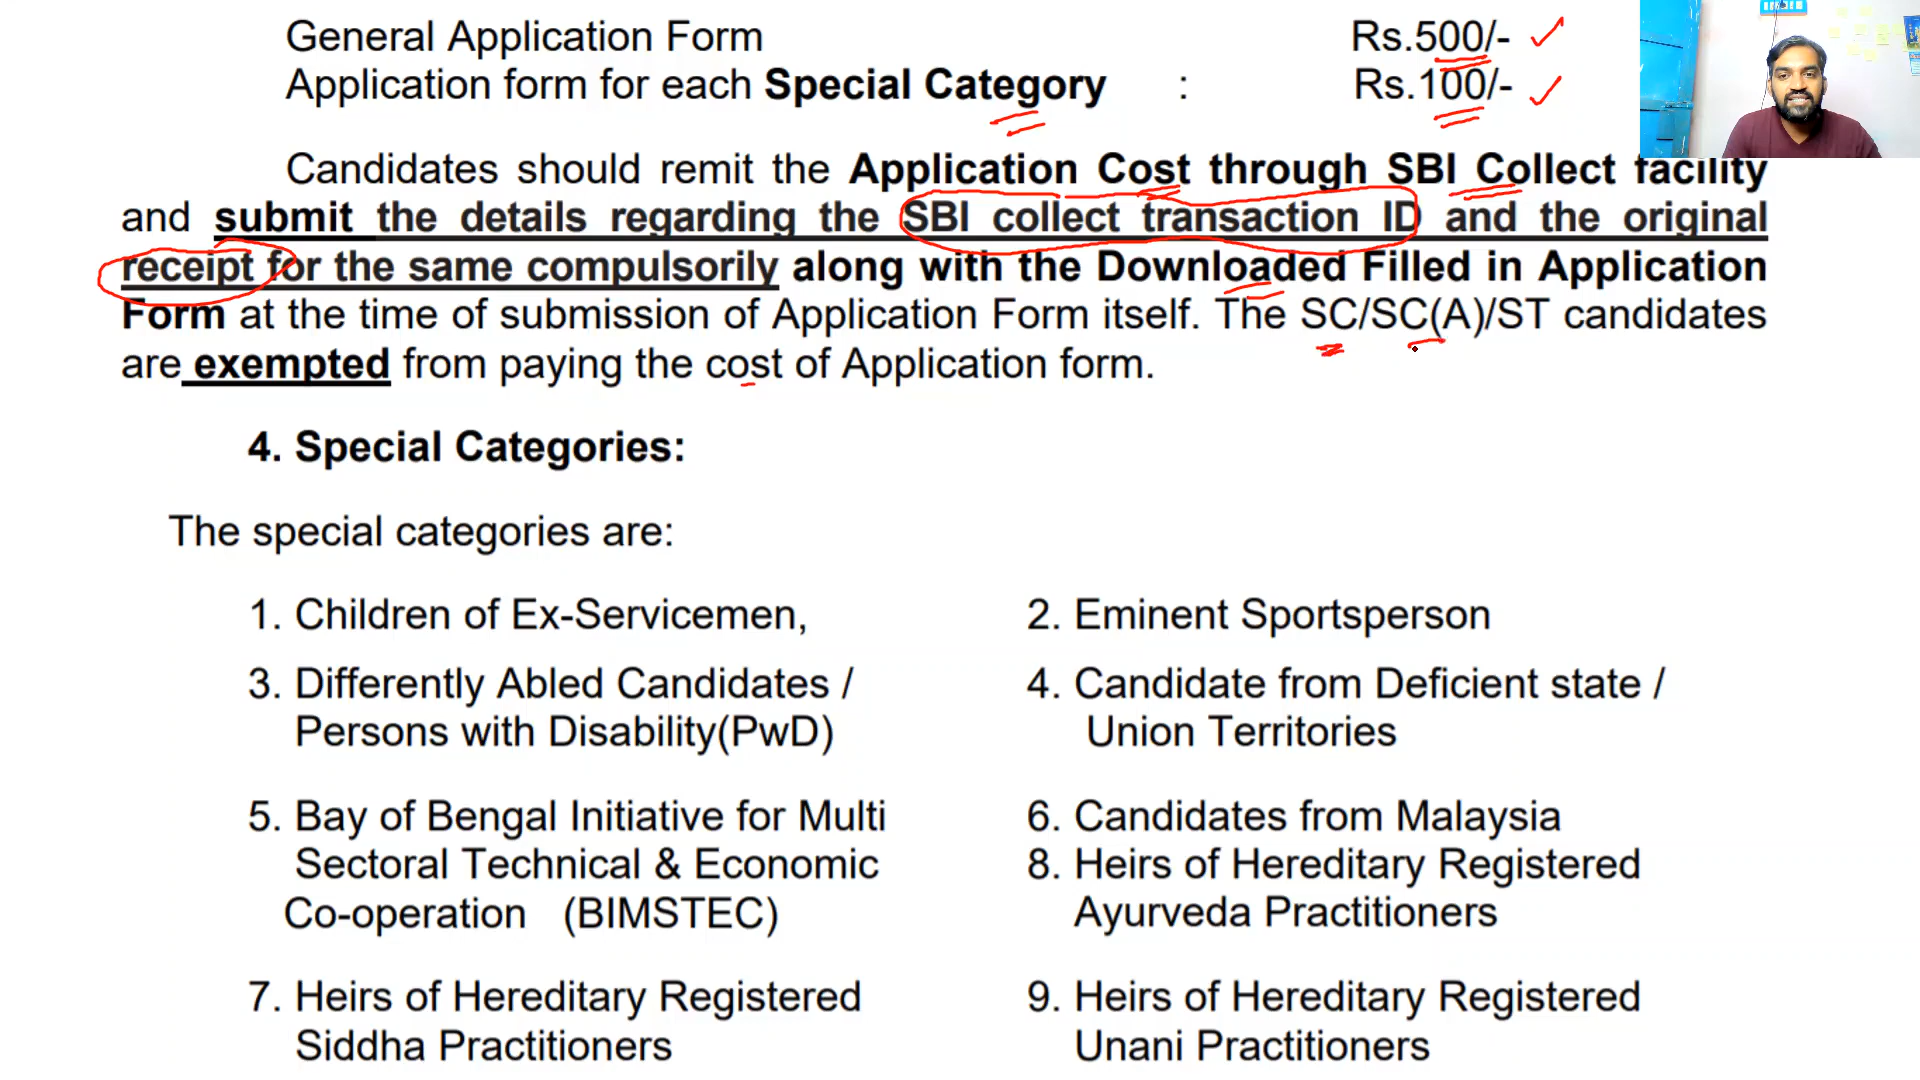 General Application Form Rs.500/-
Application form for each Special Category : Rs.100/-
Candidates should remit the Application Cost through SBI Collect facility
and submit the details regarding the SBI collect transaction ID and the original
receipt for the same compulsorily along with the Downloaded Filled in Application
Form at the time of submission of Application Form itself. The SC/SC(A)/ST candidates
are exempted from paying the cost of Application form.
4. Special Categories:
The special categories are:
1. Children of Ex-Servicemen, 2. Eminent Sportsperson
3. Differently Abled Candidates / 4. Candidate from Deficient state /
Persons with Disability(PwD) Union Territories
5. Bay of Bengal Initiative for Multi 6. Candidates from Malaysia
Sectoral Technical & Economic 8. Heirs of Hereditary Registered
Co-operation (BIMSTEC) Ayurveda Practitioners
7. Heirs of Hereditary Registered 9. Heirs of Hereditary Registered
Siddha Practitioners Unani Practitioners